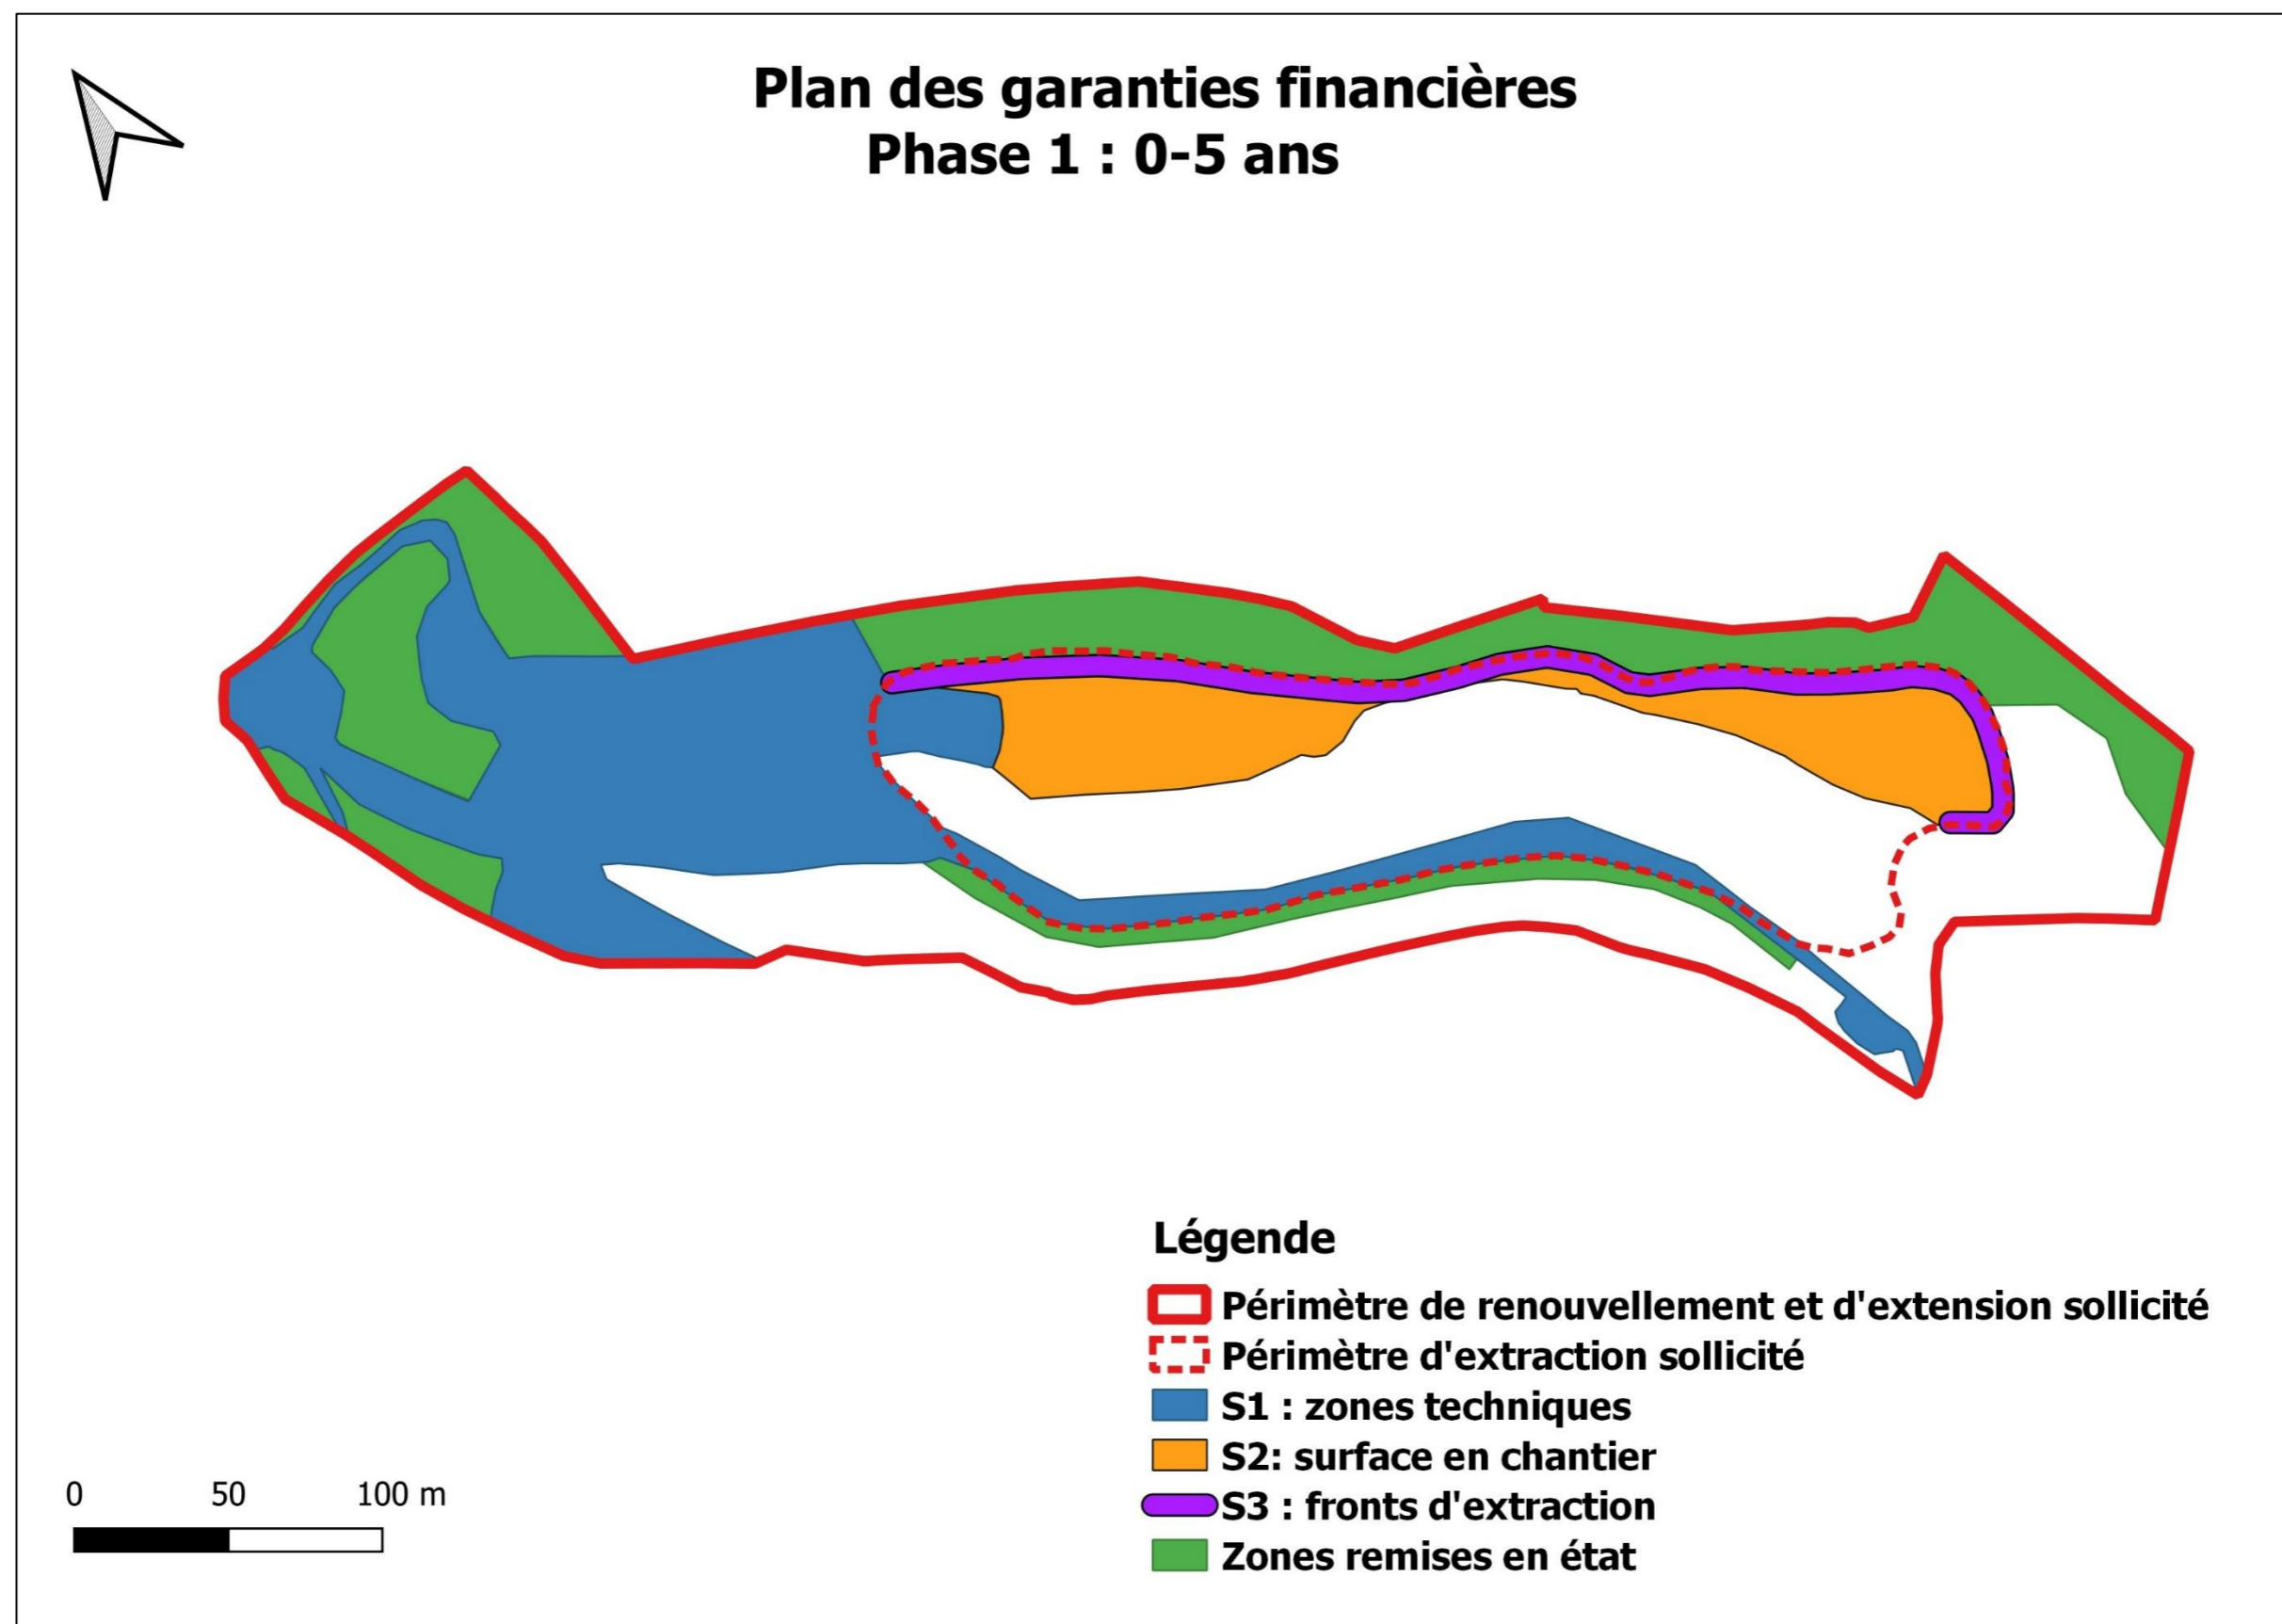 Plan des garanties financières
Phase 1 : 0-5 ans
Légende
Périmètre de renouvellement et d'extension sollicité
Périmètre d'extraction sollicité
S1 : zones techniques
S2: surface en chantier
S3 : fronts d'extraction
Zones remises en état
0 50 100 m